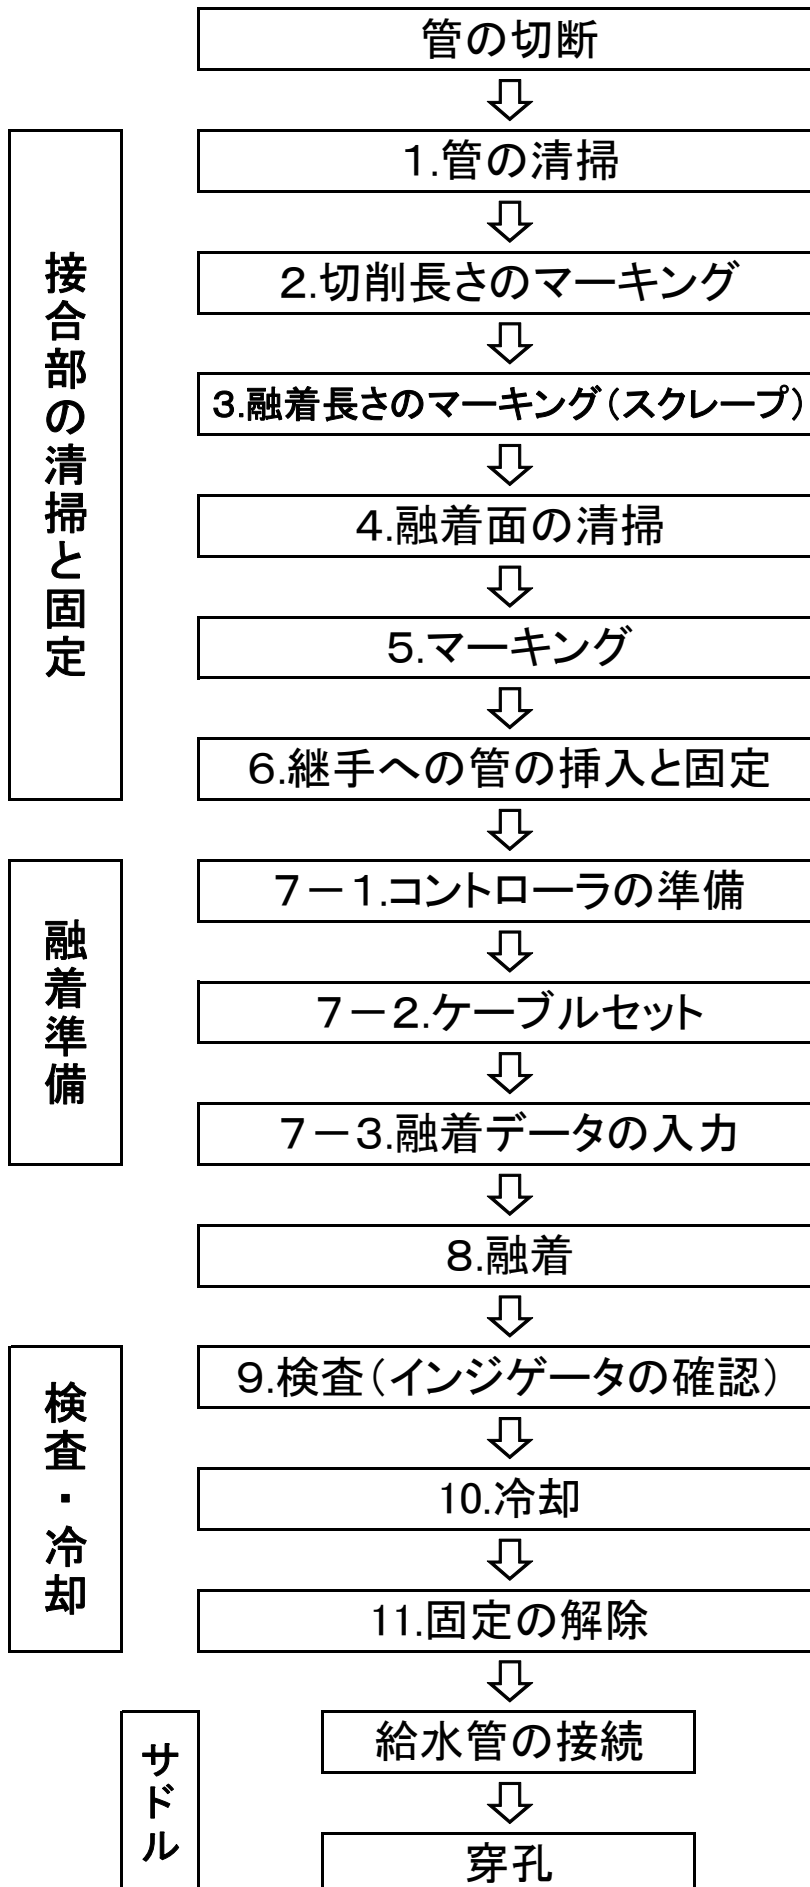 管の切断
接合部の清掃と固定
1.管の清掃
2.切削長さのマーキング
3.融着長さのマーキング(スクレープ)
4.融着面の清掃
5.マーキング
6.継手への管の挿入と固定
融着準備
7－1.コントローラの準備
7－2.ケーブルセット
7－3.融着データの入力
8.融着
検査・冷却
9.検査(インジゲータの確認)
10.冷却
11.固定の解除
サドル
給水管の接続
穿孔